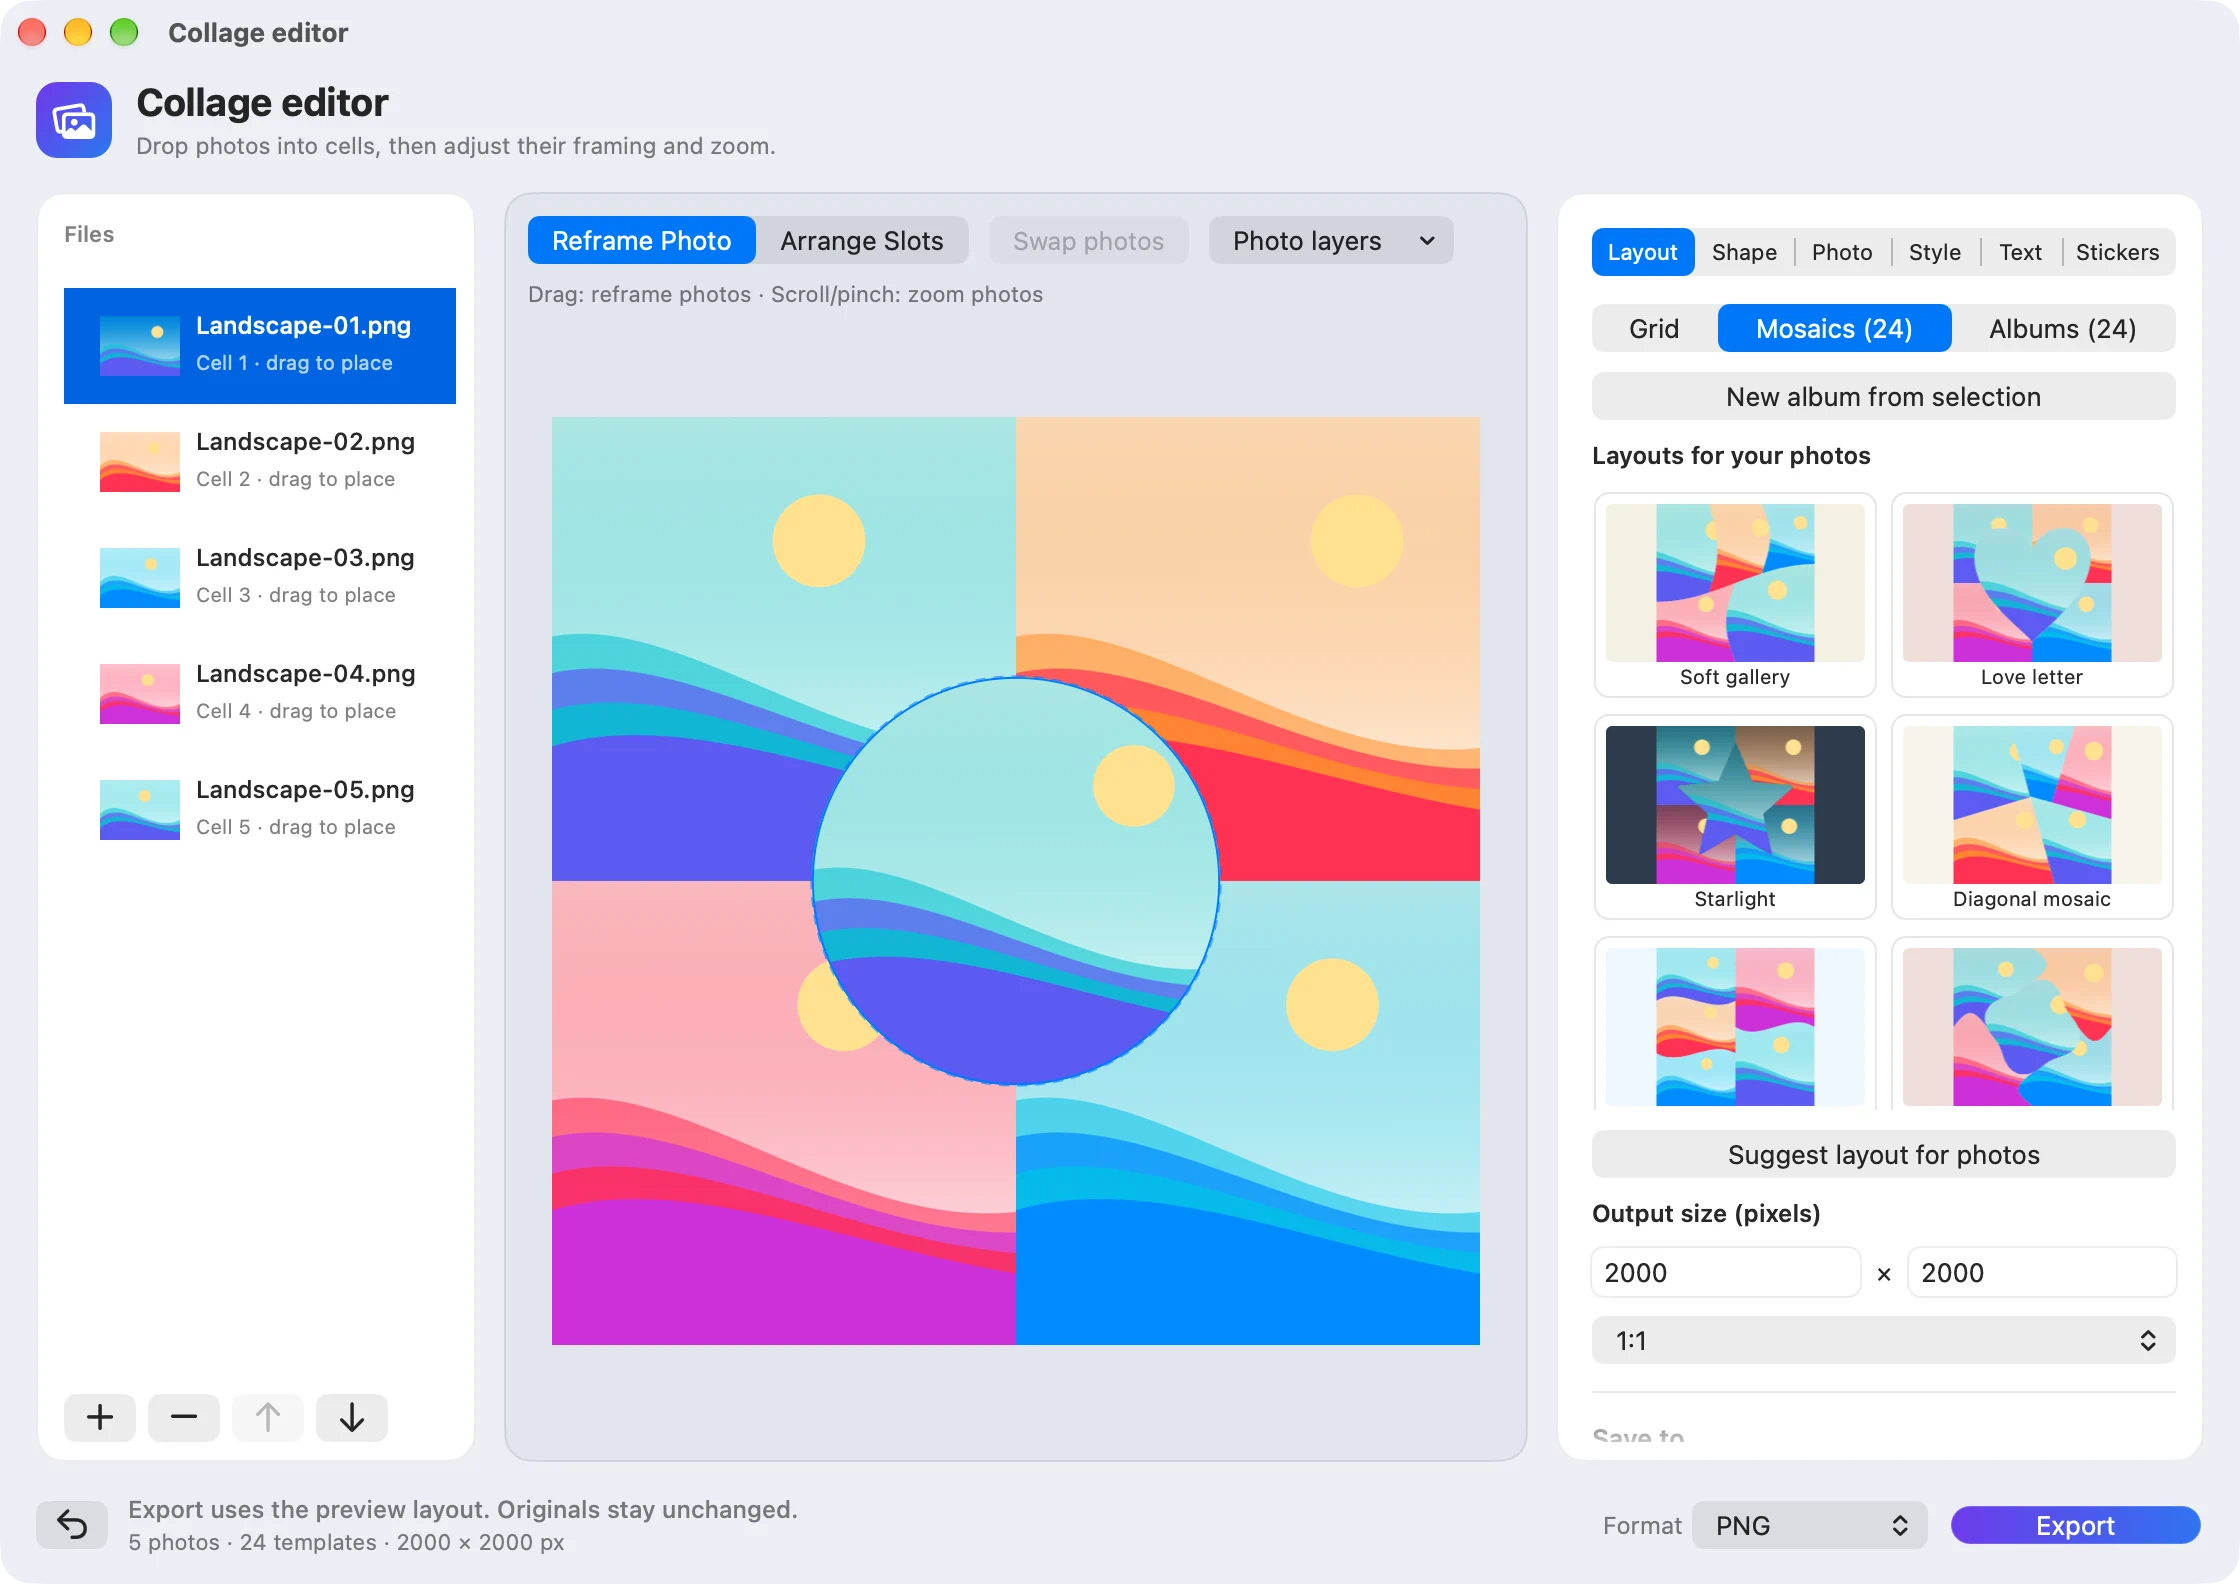 Collage editor
Collage editor
Drop photos into cells, then adjust their framing and zoom.
Files
Landscape-01.png
Cell 1 · drag to place
Landscape-02.png
Cell 2 · drag to place
Landscape-03.png
Cell 3 · drag to place
Landscape-04.png
Cell 4 · drag to place
Landscape-05.png
Cell 5 · drag to place
Reframe Photo Arrange Slots Swap photos Photo layers
Drag: reframe photos · Scroll/pinch: zoom photos
Layout Shape Photo Style Text Stickers
Grid Mosaics (24) Albums (24)
New album from selection
Layouts for your photos
Soft gallery Love letter
Starlight Diagonal mosaic
Suggest layout for photos
Output size (pixels)
2000 × 2000
1:1
Save to
Export uses the preview layout. Originals stay unchanged.
5 photos · 24 templates · 2000 × 2000 px
Format PNG Export